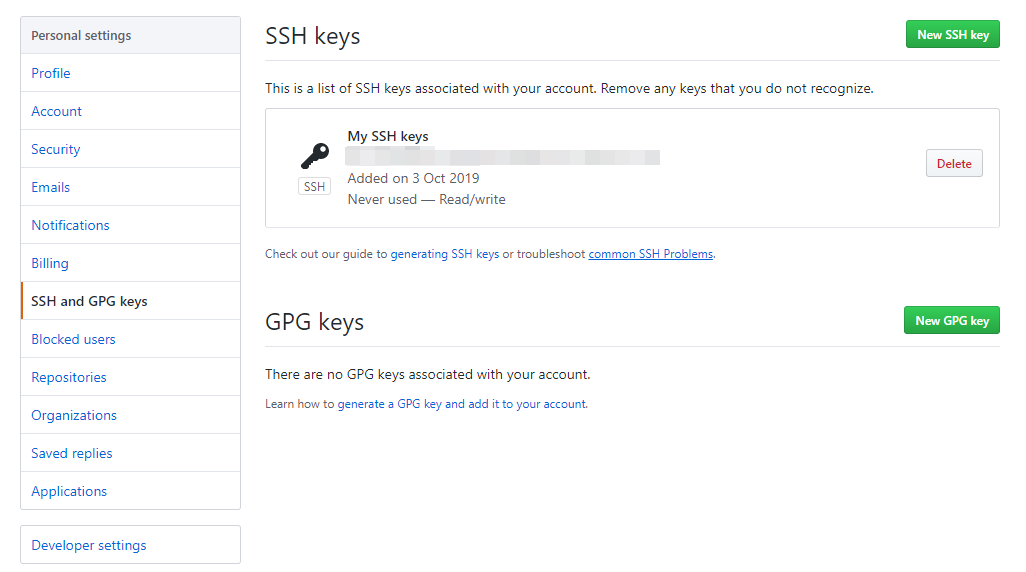 Personal settings
Profile
Account
Security
Emails
Notifications
Billing
SSH and GPG keys
Blocked users
Repositories
Organizations
Saved replies
Applications
Developer settings
SSH keys
New SSH key
This is a list of SSH keys associated with your account. Remove any keys that you do not recognize.
My SSH keys
SSH
Added on 3 Oct 2019
Never used — Read/write
Delete
Check out our guide to generating SSH keys or troubleshoot common SSH Problems.
GPG keys
New GPG key
There are no GPG keys associated with your account.
Learn how to generate a GPG key and add it to your account.